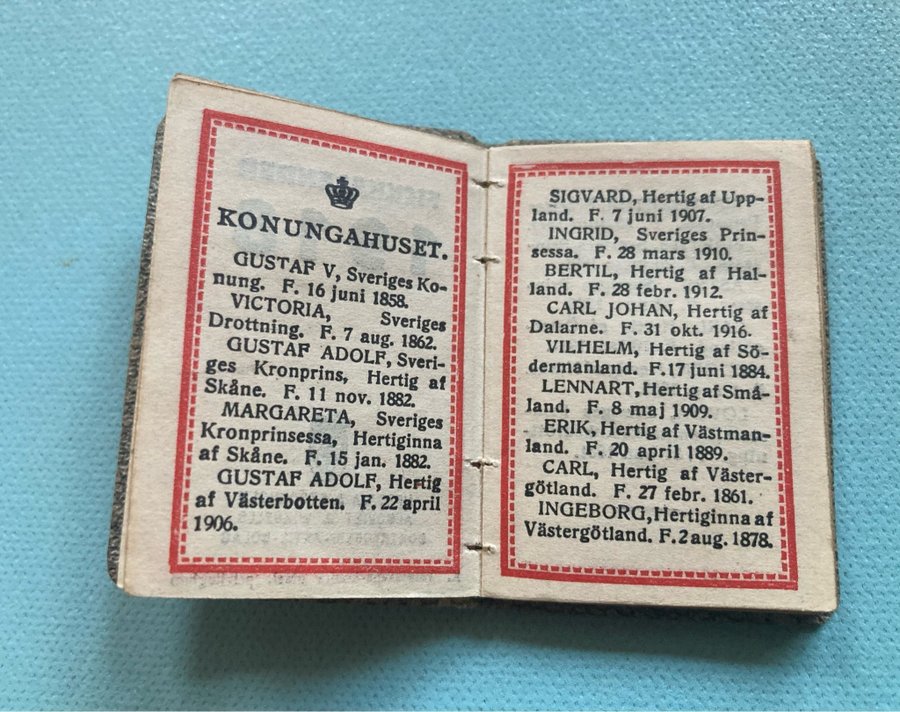 KONUNGAHUSET.
GUSTAF V, Sveriges Ko-
nung. F. 16 juni 1858.
VICTORIA, Sveriges
Drottning. F. 7 aug. 1862.
GUSTAF ADOLF, Sveri-
ges Kronprins, Hertig af
Skåne. F. 11 nov. 1882.
MARGARETA, Sveriges
Kronprinsessa, Hertiginna
af Skåne. F. 15 jan. 1882.
GUSTAF ADOLF, Hertig
af Västerbotten. F. 22 april
1906.
SIGVARD, Hertig af Upp-
land. F. 7 juni 1907.
INGRID, Sveriges Prin-
sessa. F. 28 mars 1910.
BERTIL, Hertig af Hal-
land. F. 28 febr. 1912.
CARL JOHAN, Hertig af
Dalarne. F. 31 okt. 1916.
VILHELM, Hertig af Sö-
dermanland. F. 17 juni 1884.
LENNART, Hertig af Små-
land. F. 8 maj 1909.
ERIK, Hertig af Västman-
land. F. 20 april 1889.
CARL, Hertig af Väster-
götland. F. 27 febr. 1861.
INGEBORG, Hertiginna af
Västergötland. F. 2 aug. 1878.